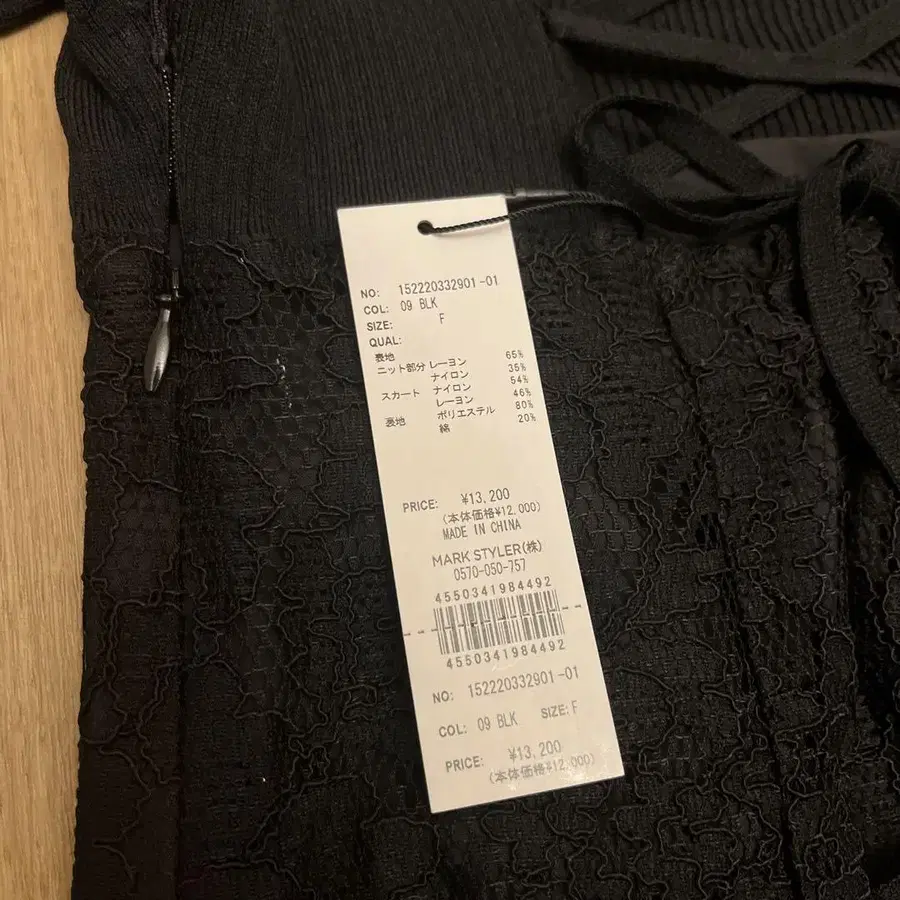 NO: 152220332901-01
COL: 09 BLK
SIZE: F
QUAL:
表地
ニット部分 レーヨン 65%
ナイロン 35%
スカート ナイロン 54%
レーヨン 46%
裏地 ポリエステル 80%
綿 20%
PRICE: ¥13,200
(本体価格¥12,000)
MADE IN CHINA
MARK STYLER(株)
0570-050-757
4550341984492
4550341984492
NO: 152220332901-01
COL: 09 BLK SIZE: F
PRICE: ¥13,200
(本体価格¥12,000)